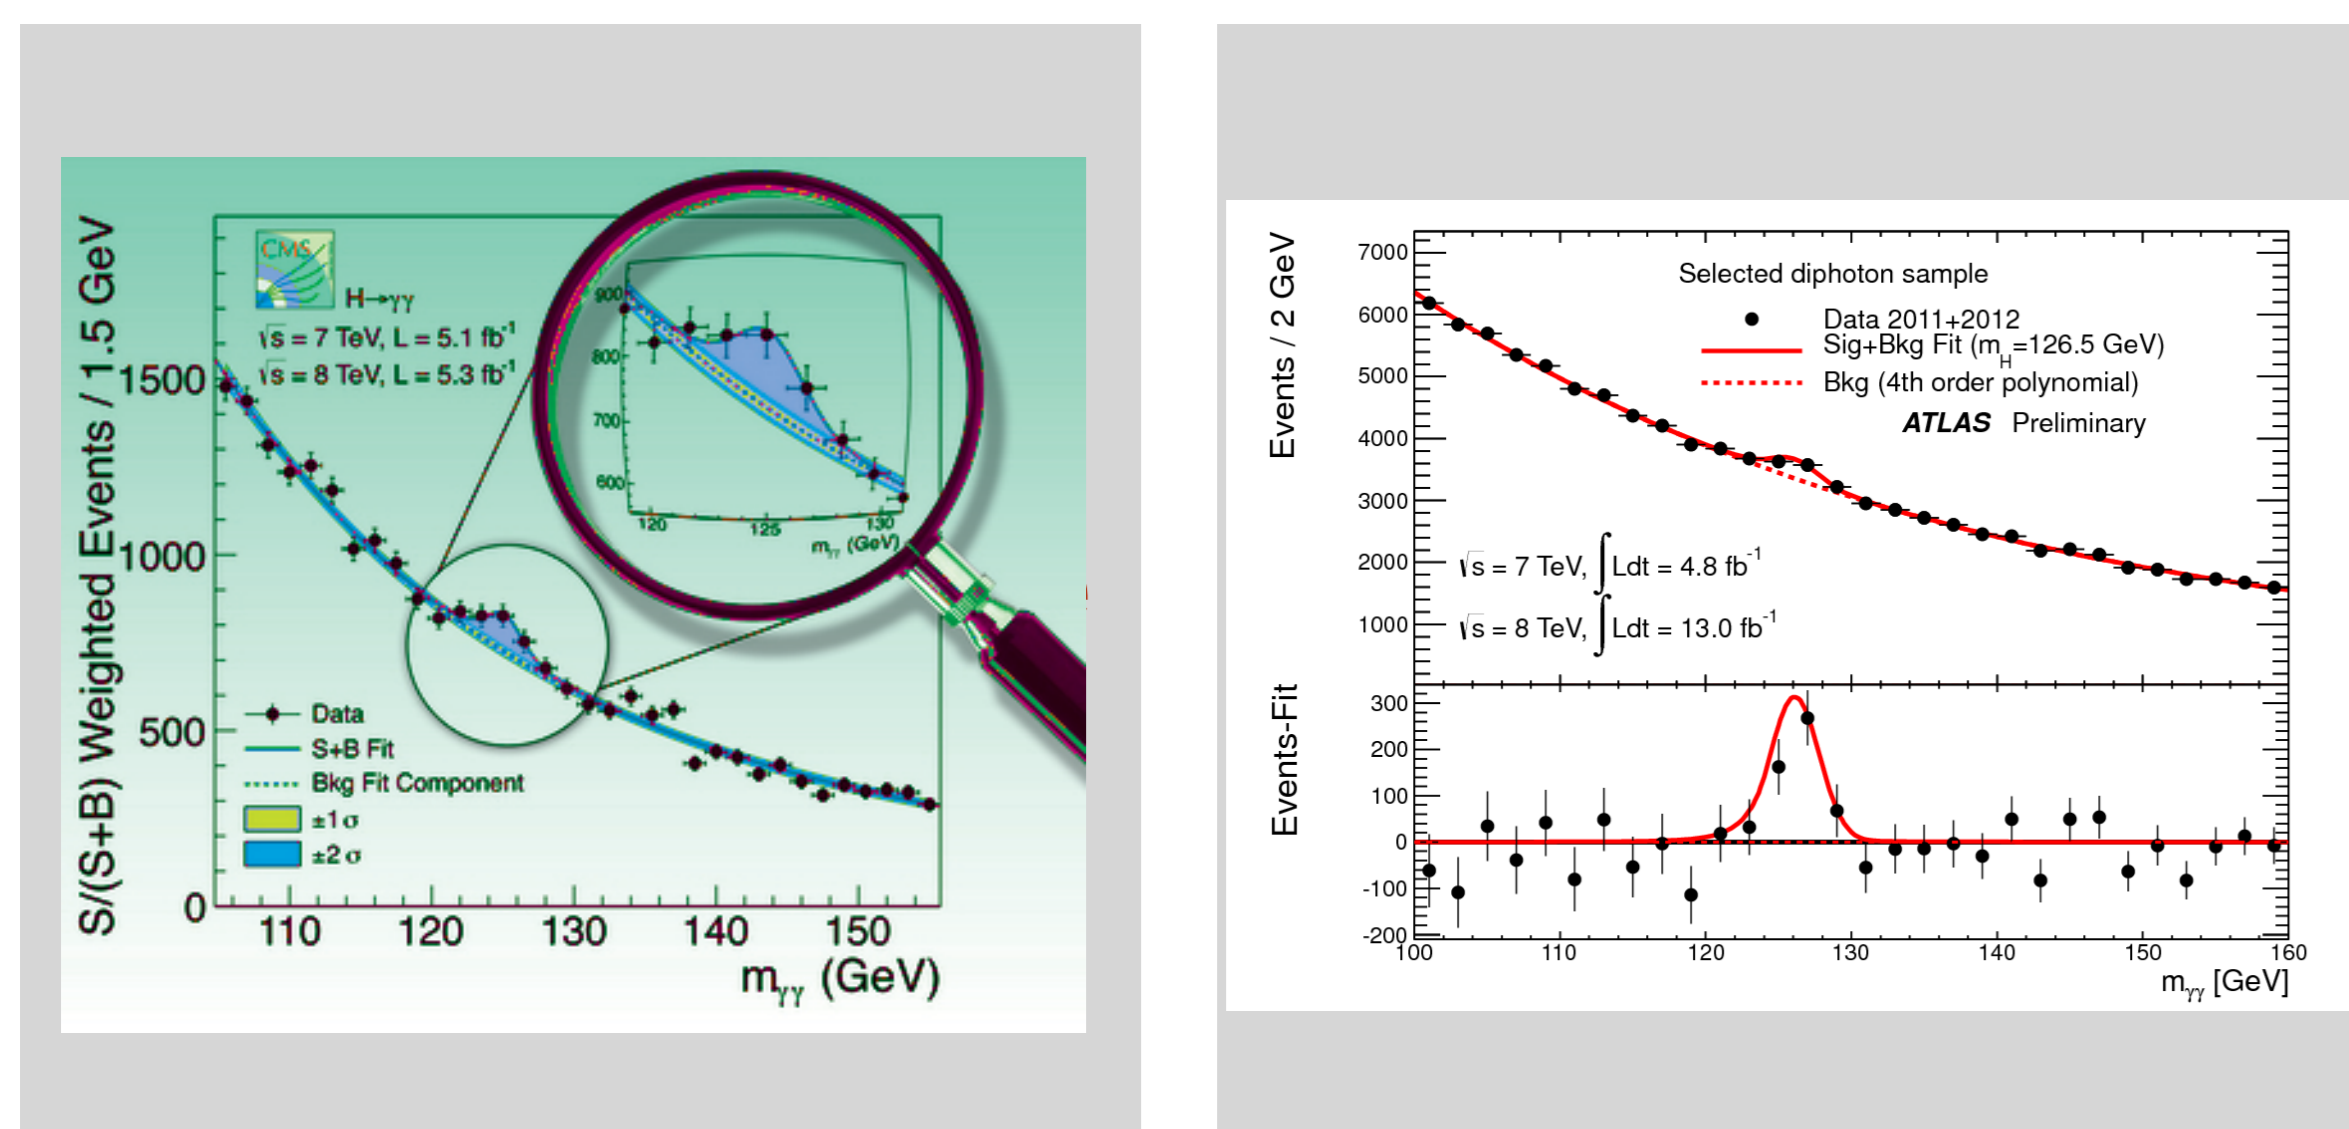 S/(S+B) Weighted Events / 1.5 GeV
CMS
H→γγ
√s = 7 TeV, L = 5.1 fb⁻¹
√s = 8 TeV, L = 5.3 fb⁻¹
1500
1000
500
0
Data
S+B Fit
Bkg Fit Component
±1 σ
±2 σ
110 120 130 140 150
mγγ (GeV)
900
800
700
600
120 125 130
mγγ (GeV)
Events / 2 GeV
7000
6000
5000
4000
3000
2000
1000
Selected diphoton sample
Data 2011+2012
Sig+Bkg Fit (mH=126.5 GeV)
Bkg (4th order polynomial)
ATLAS Preliminary
√s = 7 TeV, ∫Ldt = 4.8 fb⁻¹
√s = 8 TeV, ∫Ldt = 13.0 fb⁻¹
Events-Fit
300
200
100
0
-100
-200
100 110 120 130 140 150 160
mγγ [GeV]